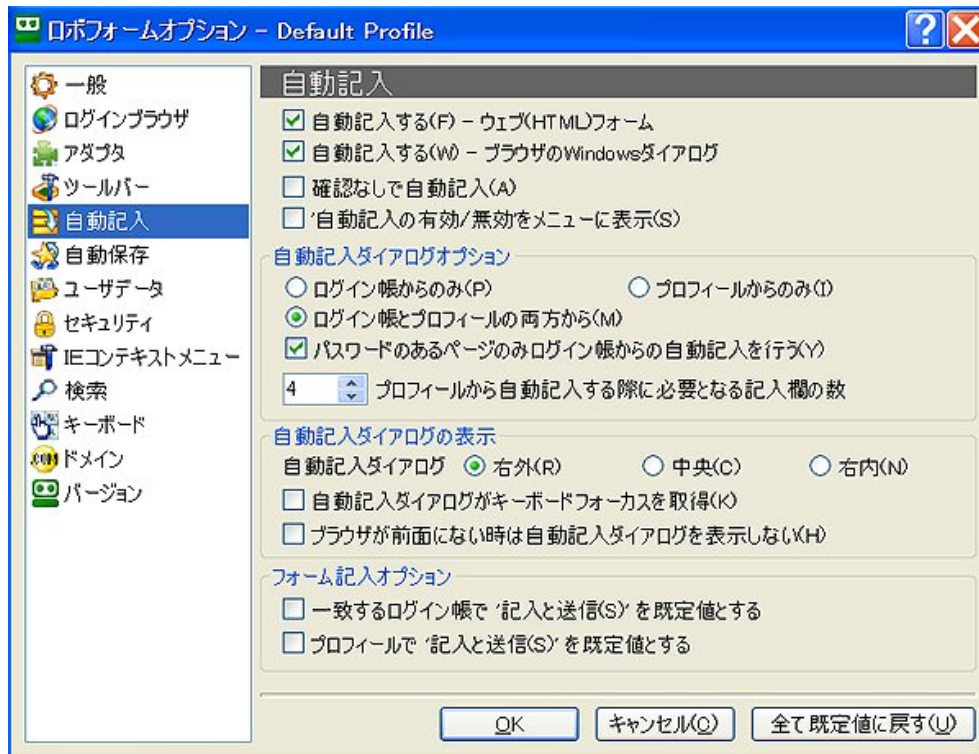 ロボフォームオプション - Default Profile
一般
ログインブラウザ
アダプタ
ツールバー
自動記入
自動保存
ユーザデータ
セキュリティ
IEコンテキストメニュー
検索
キーボード
ドメイン
バージョン
自動記入
自動記入する(F) - ウェブ(HTML)フォーム
自動記入する(W) - ブラウザのWindowsダイアログ
確認なしで自動記入(A)
'自動記入の有効/無効をメニューに表示(S)
自動記入ダイアログオプション
ログイン帳からのみ(P) プロフィールからのみ(I)
ログイン帳とプロフィールの両方から(M)
パスワードのあるページのみログイン帳からの自動記入を行う(Y)
4 プロフィールから自動記入する際に必要となる記入欄の数
自動記入ダイアログの表示
自動記入ダイアログ 右外(R) 中央(C) 右内(N)
自動記入ダイアログがキーボードフォーカスを取得(K)
ブラウザが前面にない時は自動記入ダイアログを表示しない(H)
フォーム記入オプション
一致するログイン帳で '記入と送信(S)' を既定値とする
プロフィールで '記入と送信(S)' を既定値とする
OK キャンセル(C) 全て既定値に戻す(U)